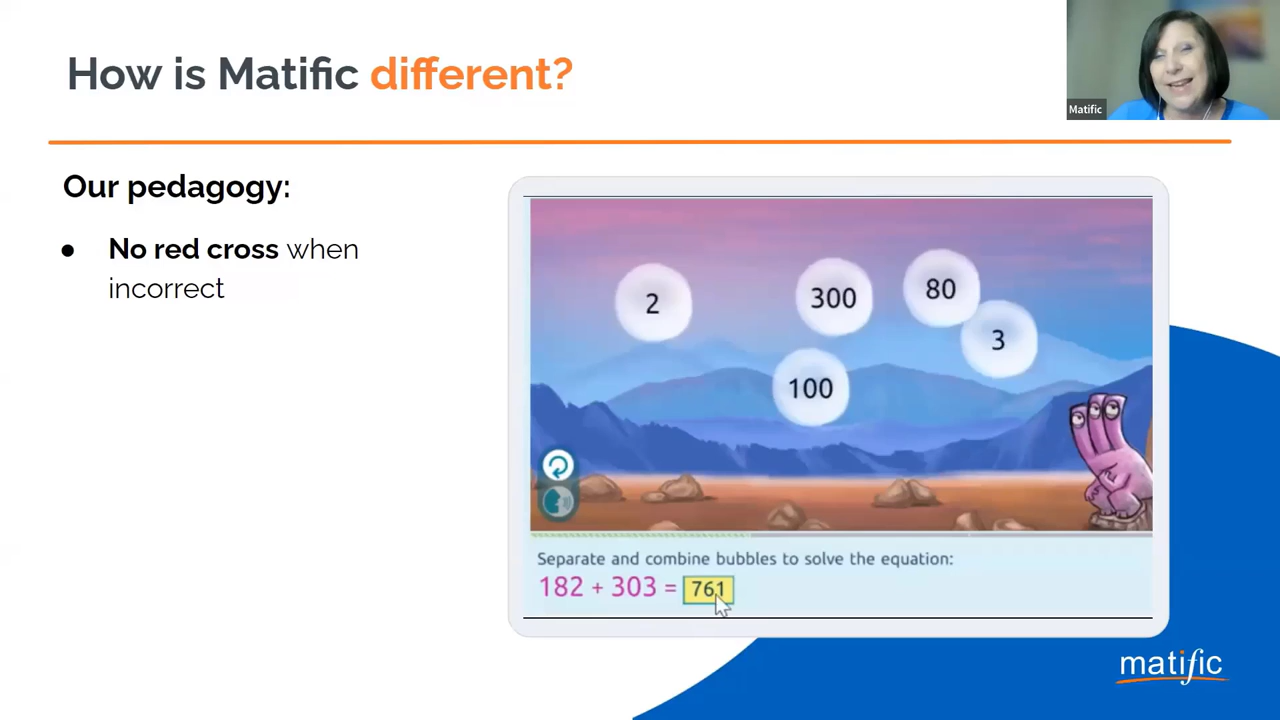 How is Matific different?
Matific
Our pedagogy:
● No red cross when
incorrect
2
300
80
3
100
Separate and combine bubbles to solve the equation:
182 + 303 = 761
matific